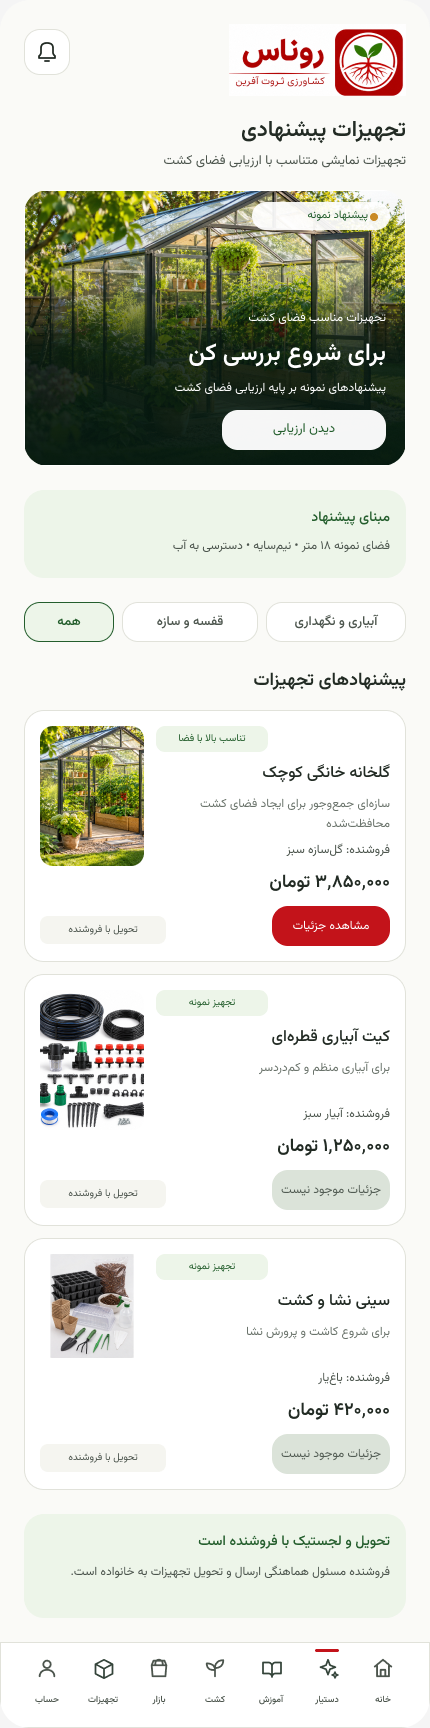 روناس
کشاورزی ثروت آفرین
تجهیزات پیشنهادی
تجهیزات نمایشی متناسب با ارزیابی فضای کشت
پیشنهاد نمونه
تجهیزات مناسب فضای کشت
برای شروع بررسی کن
پیشنهادهای نمونه بر پایه ارزیابی فضای کشت
دیدن ارزیابی
مبنای پیشنهاد
فضای نمونه ۱۸ متر • نیم‌سایه • دسترسی به آب
آبیاری و نگهداری
قفسه و سازه
همه
پیشنهادهای تجهیزات
تناسب بالا با فضا
گلخانه خانگی کوچک
سازه‌ای جمع‌وجور برای ایجاد فضای کشت
محافظت‌شده
فروشنده: گل‌سازه سبز
۳,۸۵۰,۰۰۰ تومان
مشاهده جزئیات
تحویل با فروشنده
تجهیز نمونه
کیت آبیاری قطره‌ای
برای آبیاری منظم و کم‌دردسر
فروشنده: آبیار سبز
۱,۲۵۰,۰۰۰ تومان
جزئیات موجود نیست
تحویل با فروشنده
تجهیز نمونه
سینی نشا و کشت
برای شروع کاشت و پرورش نشا
فروشنده: باغ‌یار
۴۲۰,۰۰۰ تومان
جزئیات موجود نیست
تحویل با فروشنده
تحویل و لجستیک با فروشنده است
فروشنده مسئول هماهنگی ارسال و تحویل تجهیزات به خانواده است.
خانه
دستیار
آموزش
کشت
بازار
تجهیزات
حساب